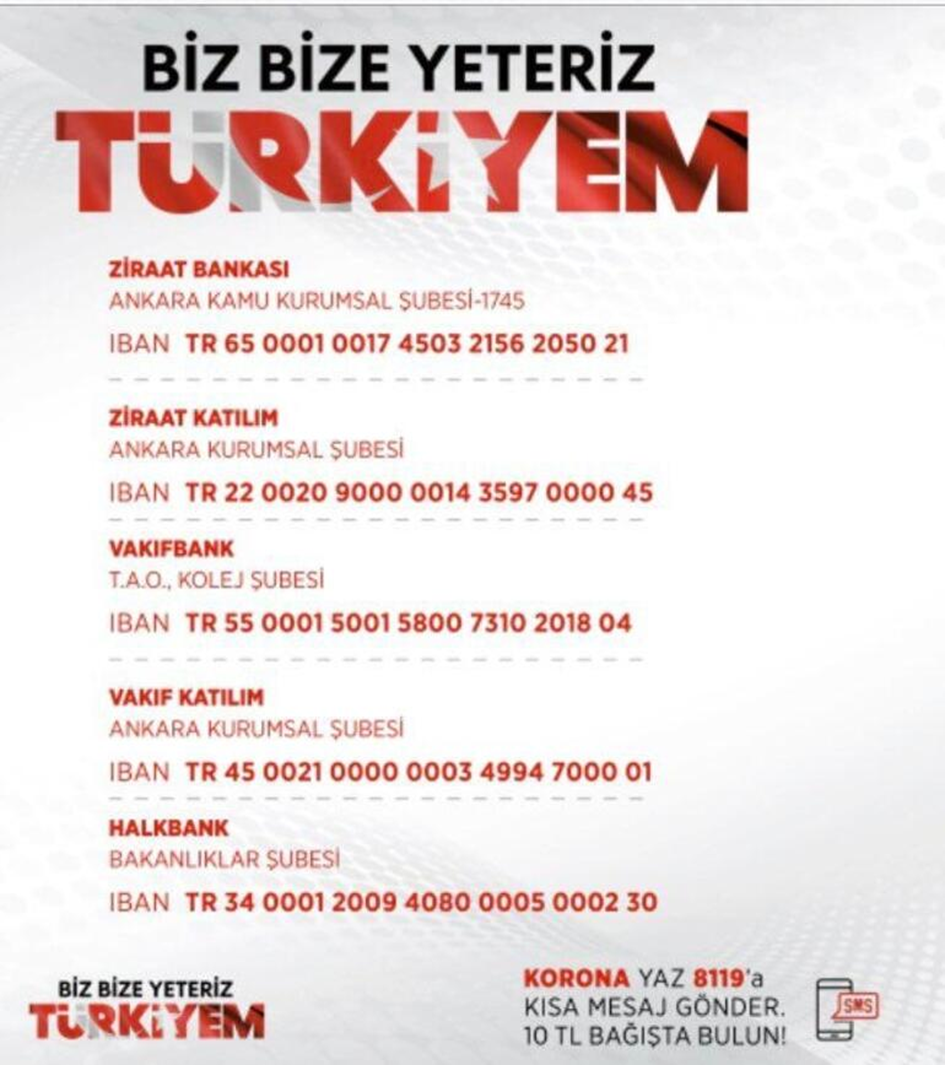 BİZ BİZE YETERİZ
TÜRKİYEM
ZİRAAT BANKASI
ANKARA KAMU KURUMSAL ŞUBESİ-1745
IBAN TR 65 0001 0017 4503 2156 2050 21
ZİRAAT KATILIM
ANKARA KURUMSAL ŞUBESİ
IBAN TR 22 0020 9000 0014 3597 0000 45
VAKIFBANK
T.A.O., KOLEJ ŞUBESİ
IBAN TR 55 0001 5001 5800 7310 2018 04
VAKIF KATILIM
ANKARA KURUMSAL ŞUBESİ
IBAN TR 45 0021 0000 0003 4994 7000 01
HALKBANK
BAKANLIKLAR ŞUBESİ
IBAN TR 34 0001 2009 4080 0005 0002 30
BİZ BİZE YETERİZ
TÜRKİYEM
KORONA YAZ 8119'a
KISA MESAJ GÖNDER.
10 TL BAĞIŞTA BULUN!
SMS